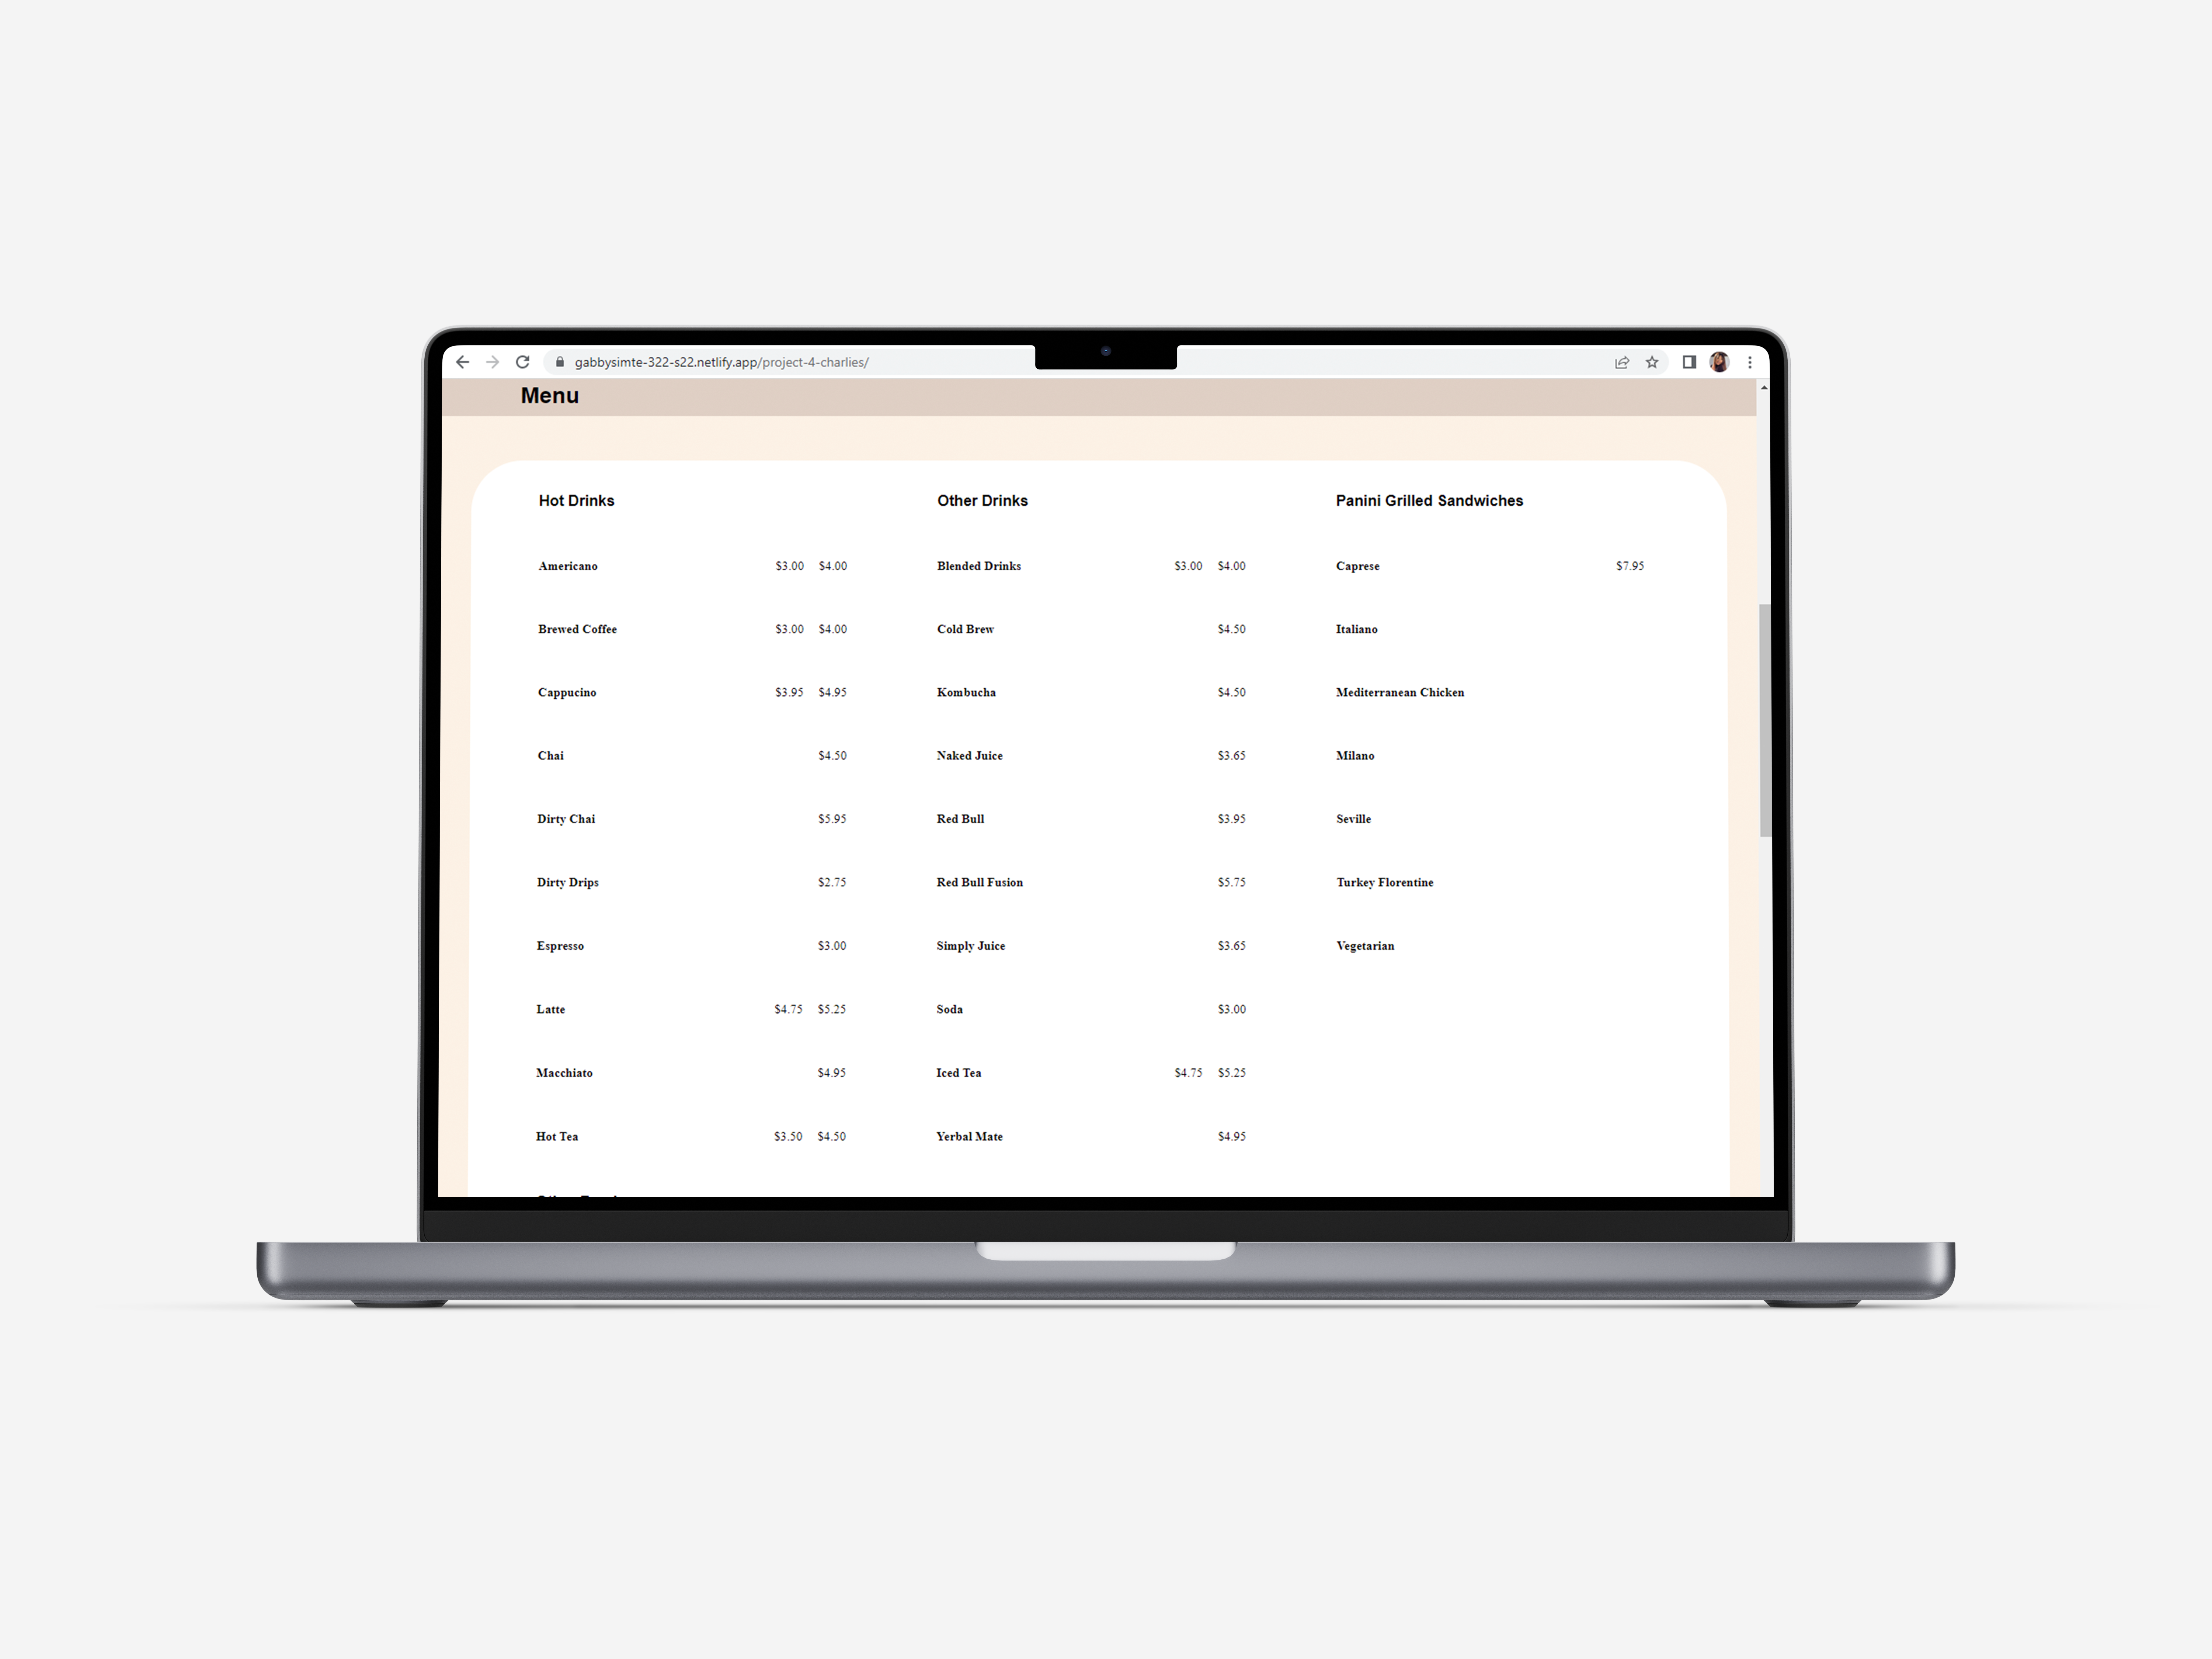 gabbysimte-322-s22.netlify.app/project-4-charlies/
Menu
Hot Drinks
Americano $3.00 $4.00
Brewed Coffee $3.00 $4.00
Cappucino $3.95 $4.95
Chai $4.50
Dirty Chai $5.95
Dirty Drips $2.75
Espresso $3.00
Latte $4.75 $5.25
Macchiato $4.95
Hot Tea $3.50 $4.50
Other Drinks
Blended Drinks $3.00 $4.00
Cold Brew $4.50
Kombucha $4.50
Naked Juice $3.65
Red Bull $3.95
Red Bull Fusion $5.75
Simply Juice $3.65
Soda $3.00
Iced Tea $4.75 $5.25
Yerbal Mate $4.95
Panini Grilled Sandwiches
Caprese $7.95
Italiano
Mediterranean Chicken
Milano
Seville
Turkey Florentine
Vegetarian